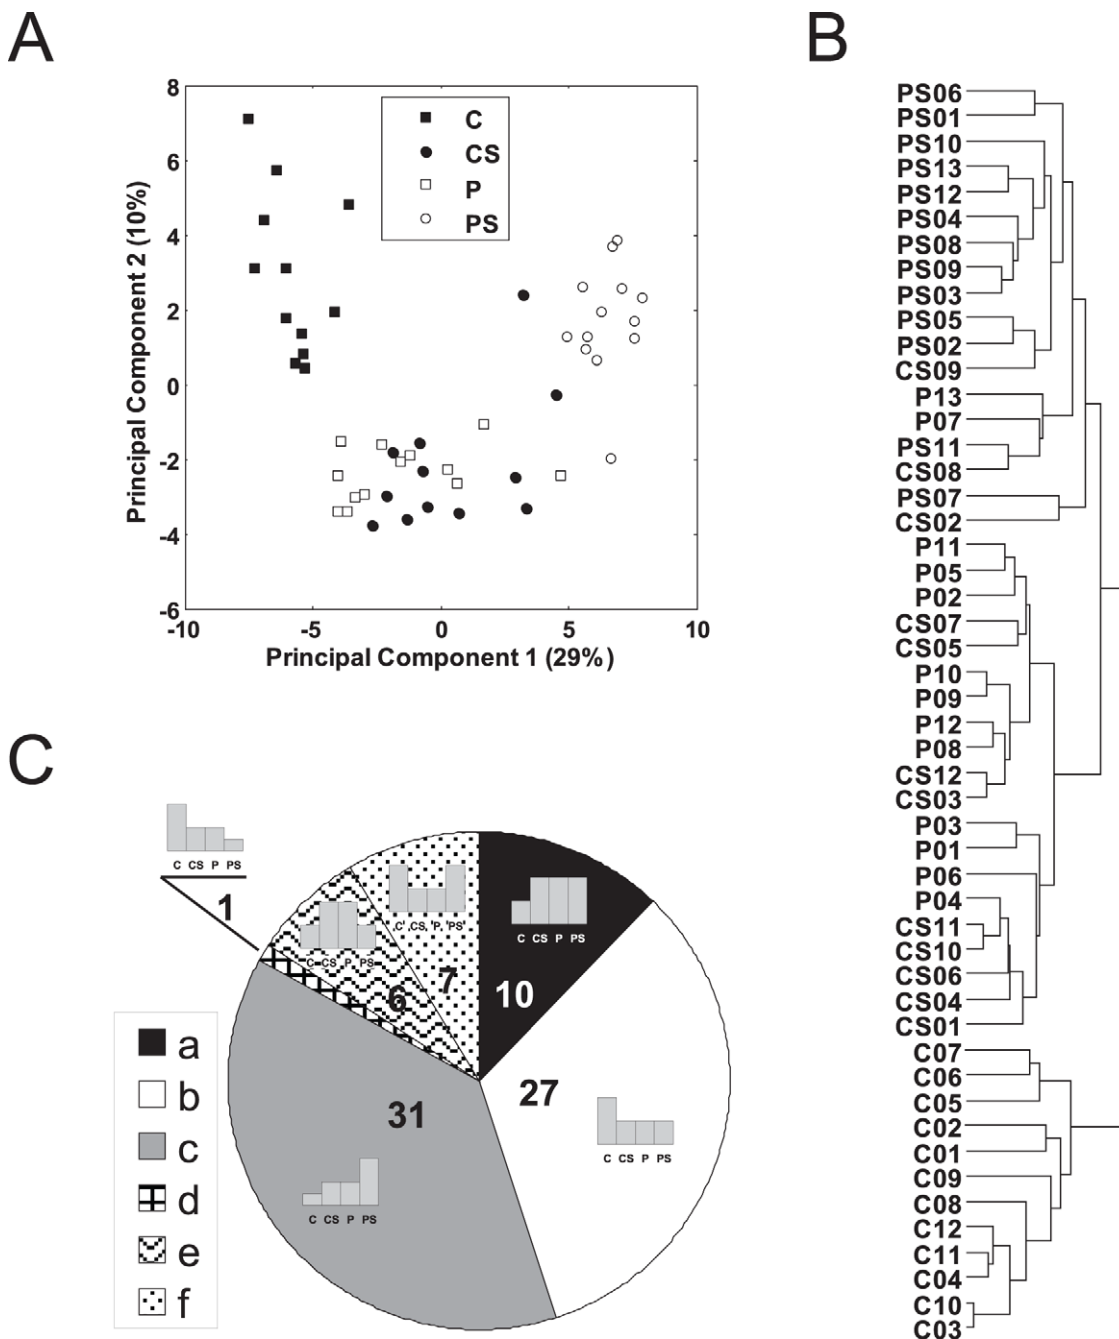 A
B
8
6
4
2
0
-2
-4
-6
-10
-5
0
5
10
Principal Component 2 (10%)
Principal Component 1 (29%)
C
CS
P
PS
PS06
PS01
PS10
PS13
PS12
PS04
PS08
PS09
PS03
PS05
PS02
CS09
P13
P07
PS11
CS08
PS07
CS02
P11
P05
P02
CS07
CS05
P10
P09
P12
P08
CS12
CS03
P03
P01
P06
P04
CS11
CS10
CS06
CS04
CS01
C07
C06
C05
C02
C01
C09
C08
C12
C11
C04
C10
C03
C
C CS P PS
1
C CS P PS
6
C CS P PS
7
C CS P PS
10
27
C CS P PS
31
C CS P PS
a
b
c
d
e
f